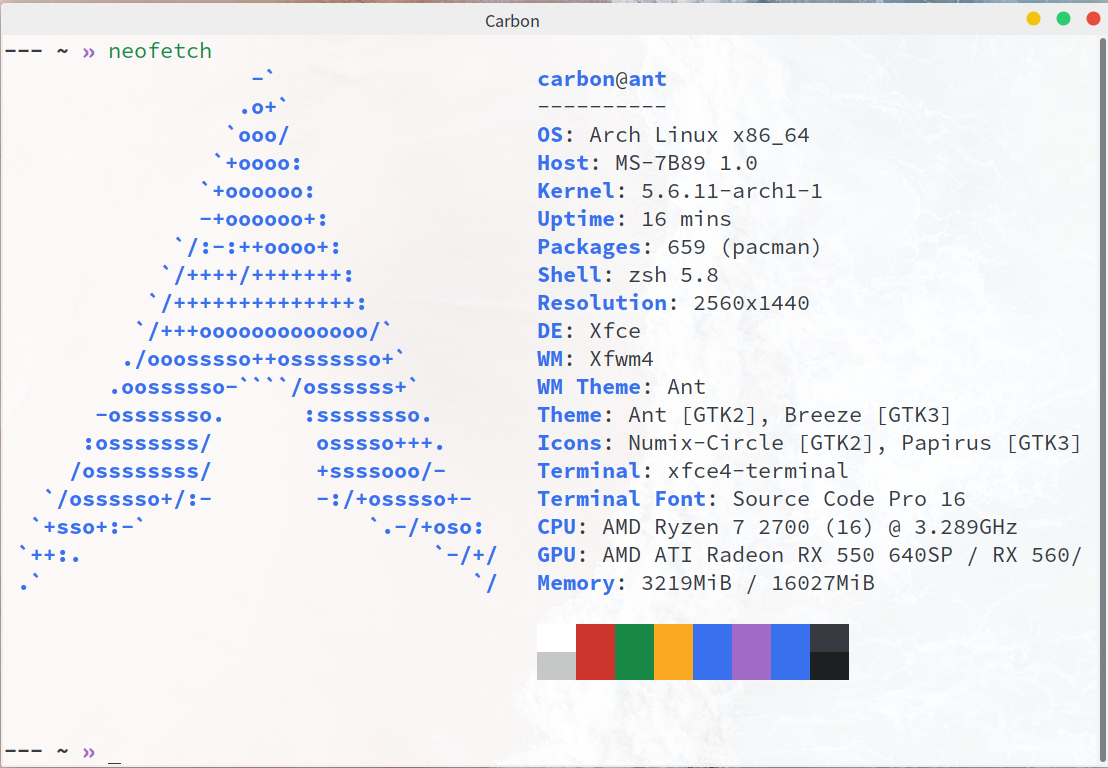 Carbon
--- ~ » neofetch
-`
.o+`
`ooo/
`+oooo:
`+oooooo:
-+oooooo+:
`/:-:++oooo+:
`/++++/+++++++:
`/++++++++++++++:
`/+++ooooooooooooo/`
./ooosssso++osssssso+`
.oossssso-````/ossssss+`
-osssssso. :ssssssso.
:osssssss/ osssso+++.
/ossssssss/ +ssssooo/-
`/ossssso+/:- -:/+osssso+-
`+sso+:-` `.-/+oso:
`++:. `-/+/
.` `/
carbon@ant
----------
OS: Arch Linux x86_64
Host: MS-7B89 1.0
Kernel: 5.6.11-arch1-1
Uptime: 16 mins
Packages: 659 (pacman)
Shell: zsh 5.8
Resolution: 2560x1440
DE: Xfce
WM: Xfwm4
WM Theme: Ant
Theme: Ant [GTK2], Breeze [GTK3]
Icons: Numix-Circle [GTK2], Papirus [GTK3]
Terminal: xfce4-terminal
Terminal Font: Source Code Pro 16
CPU: AMD Ryzen 7 2700 (16) @ 3.289GHz
GPU: AMD ATI Radeon RX 550 640SP / RX 560/
Memory: 3219MiB / 16027MiB
--- ~ » _